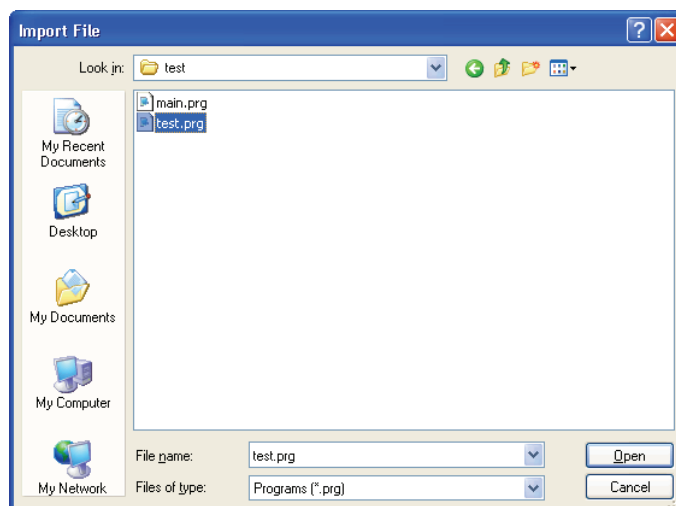 Import File
Look in: test
main.prg
test.prg
My Recent
Documents
Desktop
My Documents
My Computer
My Network
File name: test.prg Open
Files of type: Programs (*.prg) Cancel